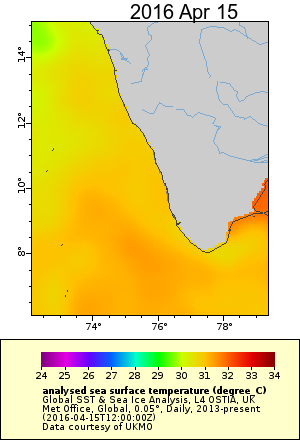 2016 Apr 15
14°
12°
10°
8°
74° 76° 78°
24 25 26 27 28 29 30 31 32 33 34
analysed sea surface temperature (degree_C)
Global SST & Sea Ice Analysis, L4 OSTIA, UK
Met Office, Global, 0.05°, Daily, 2013-present
(2016-04-15T12:00:00Z)
Data courtesy of UKMO